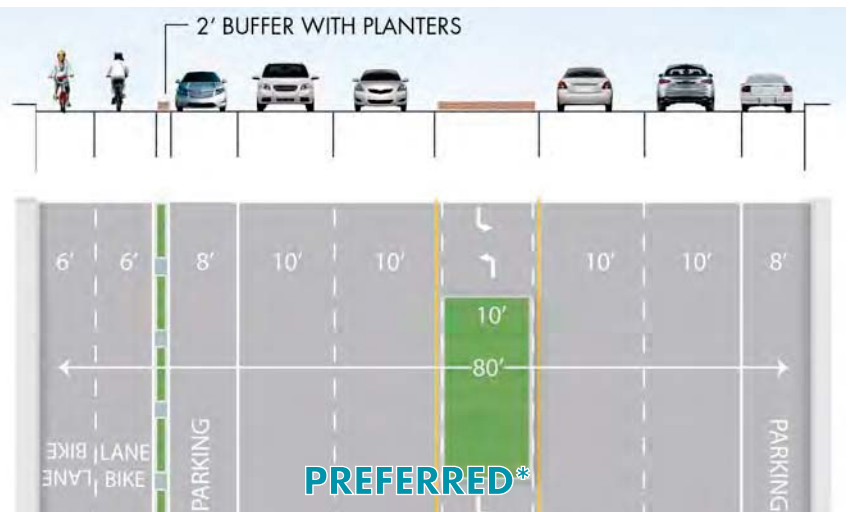 2′ BUFFER WITH PLANTERS
6′ 6′ 8′ 10′ 10′ 10′ 10′ 8′
10′
80′
BIKE LANE
LANE BIKE
PARKING
PARKING
PREFERRED*